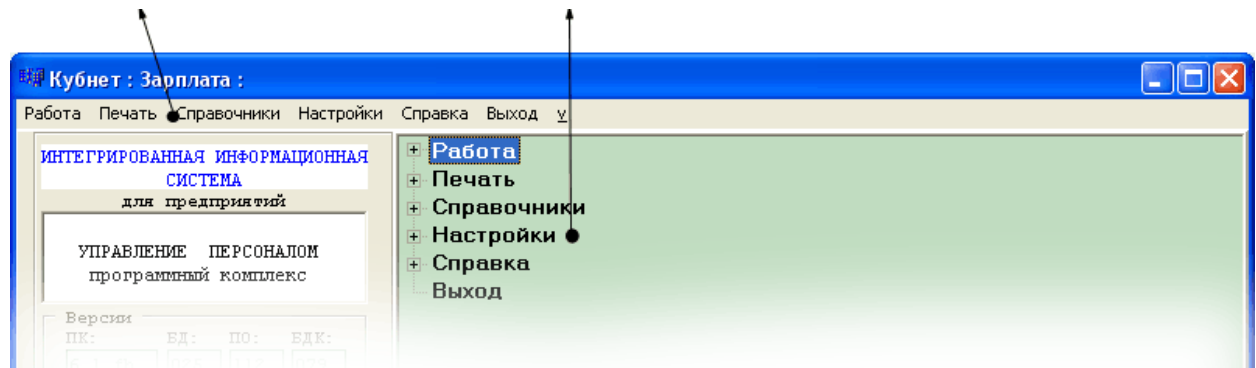 Кубнет : Зарплата :
Работа Печать Справочники Настройки Справка Выход v
ИНТЕГРИРОВАННАЯ ИНФОРМАЦИОННАЯ
СИСТЕМА
для предприятий
УПРАВЛЕНИЕ ПЕРСОНАЛОМ
программный комплекс
Версии
ПК: БД: ПО: БДК:
Работа
Печать
Справочники
Настройки
Справка
Выход